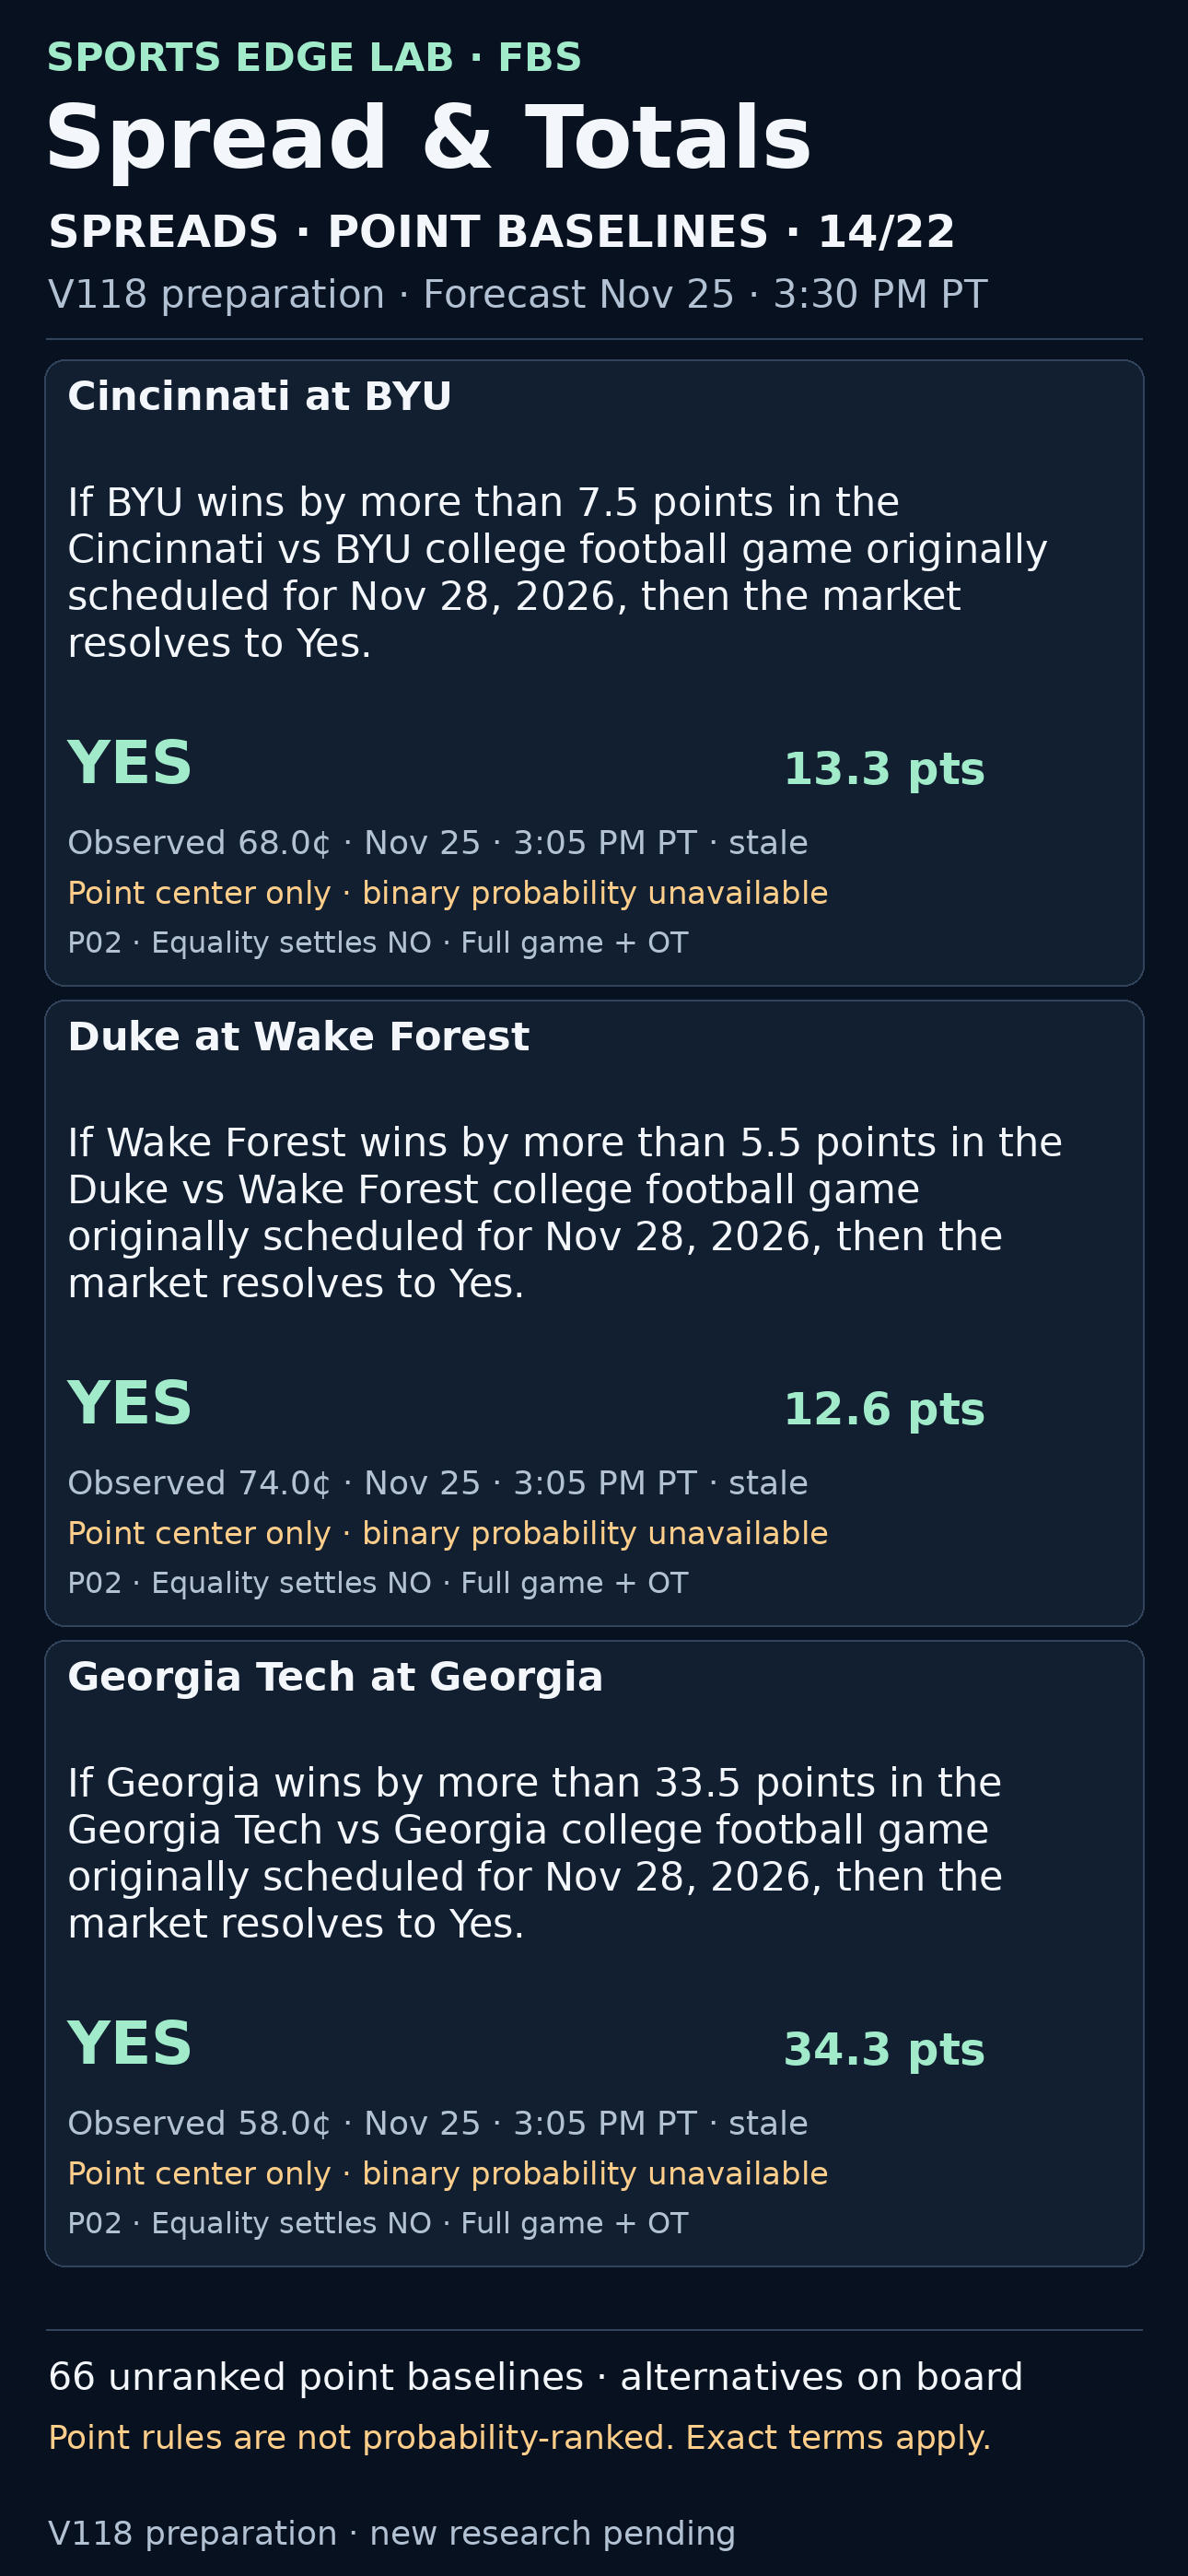 SPORTS EDGE LAB · FBS
Spread & Totals
SPREADS · POINT BASELINES · 14/22
V118 preparation · Forecast Nov 25 · 3:30 PM PT
Cincinnati at BYU
If BYU wins by more than 7.5 points in the
Cincinnati vs BYU college football game originally
scheduled for Nov 28, 2026, then the market
resolves to Yes.
YES 13.3 pts
Observed 68.0¢ · Nov 25 · 3:05 PM PT · stale
Point center only · binary probability unavailable
P02 · Equality settles NO · Full game + OT
Duke at Wake Forest
If Wake Forest wins by more than 5.5 points in the
Duke vs Wake Forest college football game
originally scheduled for Nov 28, 2026, then the
market resolves to Yes.
YES 12.6 pts
Observed 74.0¢ · Nov 25 · 3:05 PM PT · stale
Point center only · binary probability unavailable
P02 · Equality settles NO · Full game + OT
Georgia Tech at Georgia
If Georgia wins by more than 33.5 points in the
Georgia Tech vs Georgia college football game
originally scheduled for Nov 28, 2026, then the
market resolves to Yes.
YES 34.3 pts
Observed 58.0¢ · Nov 25 · 3:05 PM PT · stale
Point center only · binary probability unavailable
P02 · Equality settles NO · Full game + OT
66 unranked point baselines · alternatives on board
Point rules are not probability-ranked. Exact terms apply.
V118 preparation · new research pending